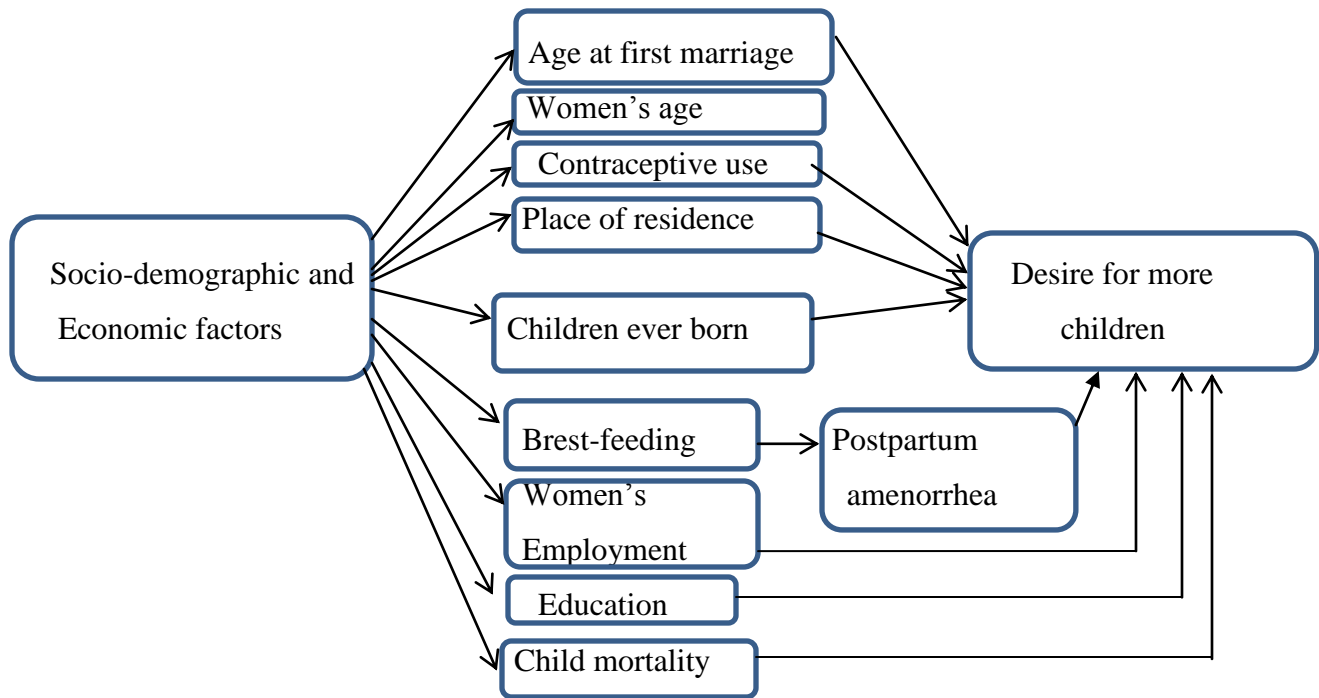 Age at first marriage
Women’s age
Contraceptive use
Place of residence
Socio-demographic and
Economic factors
Desire for more
children
Children ever born
Brest-feeding
Postpartum
amenorrhea
Women’s
Employment
Education
Child mortality